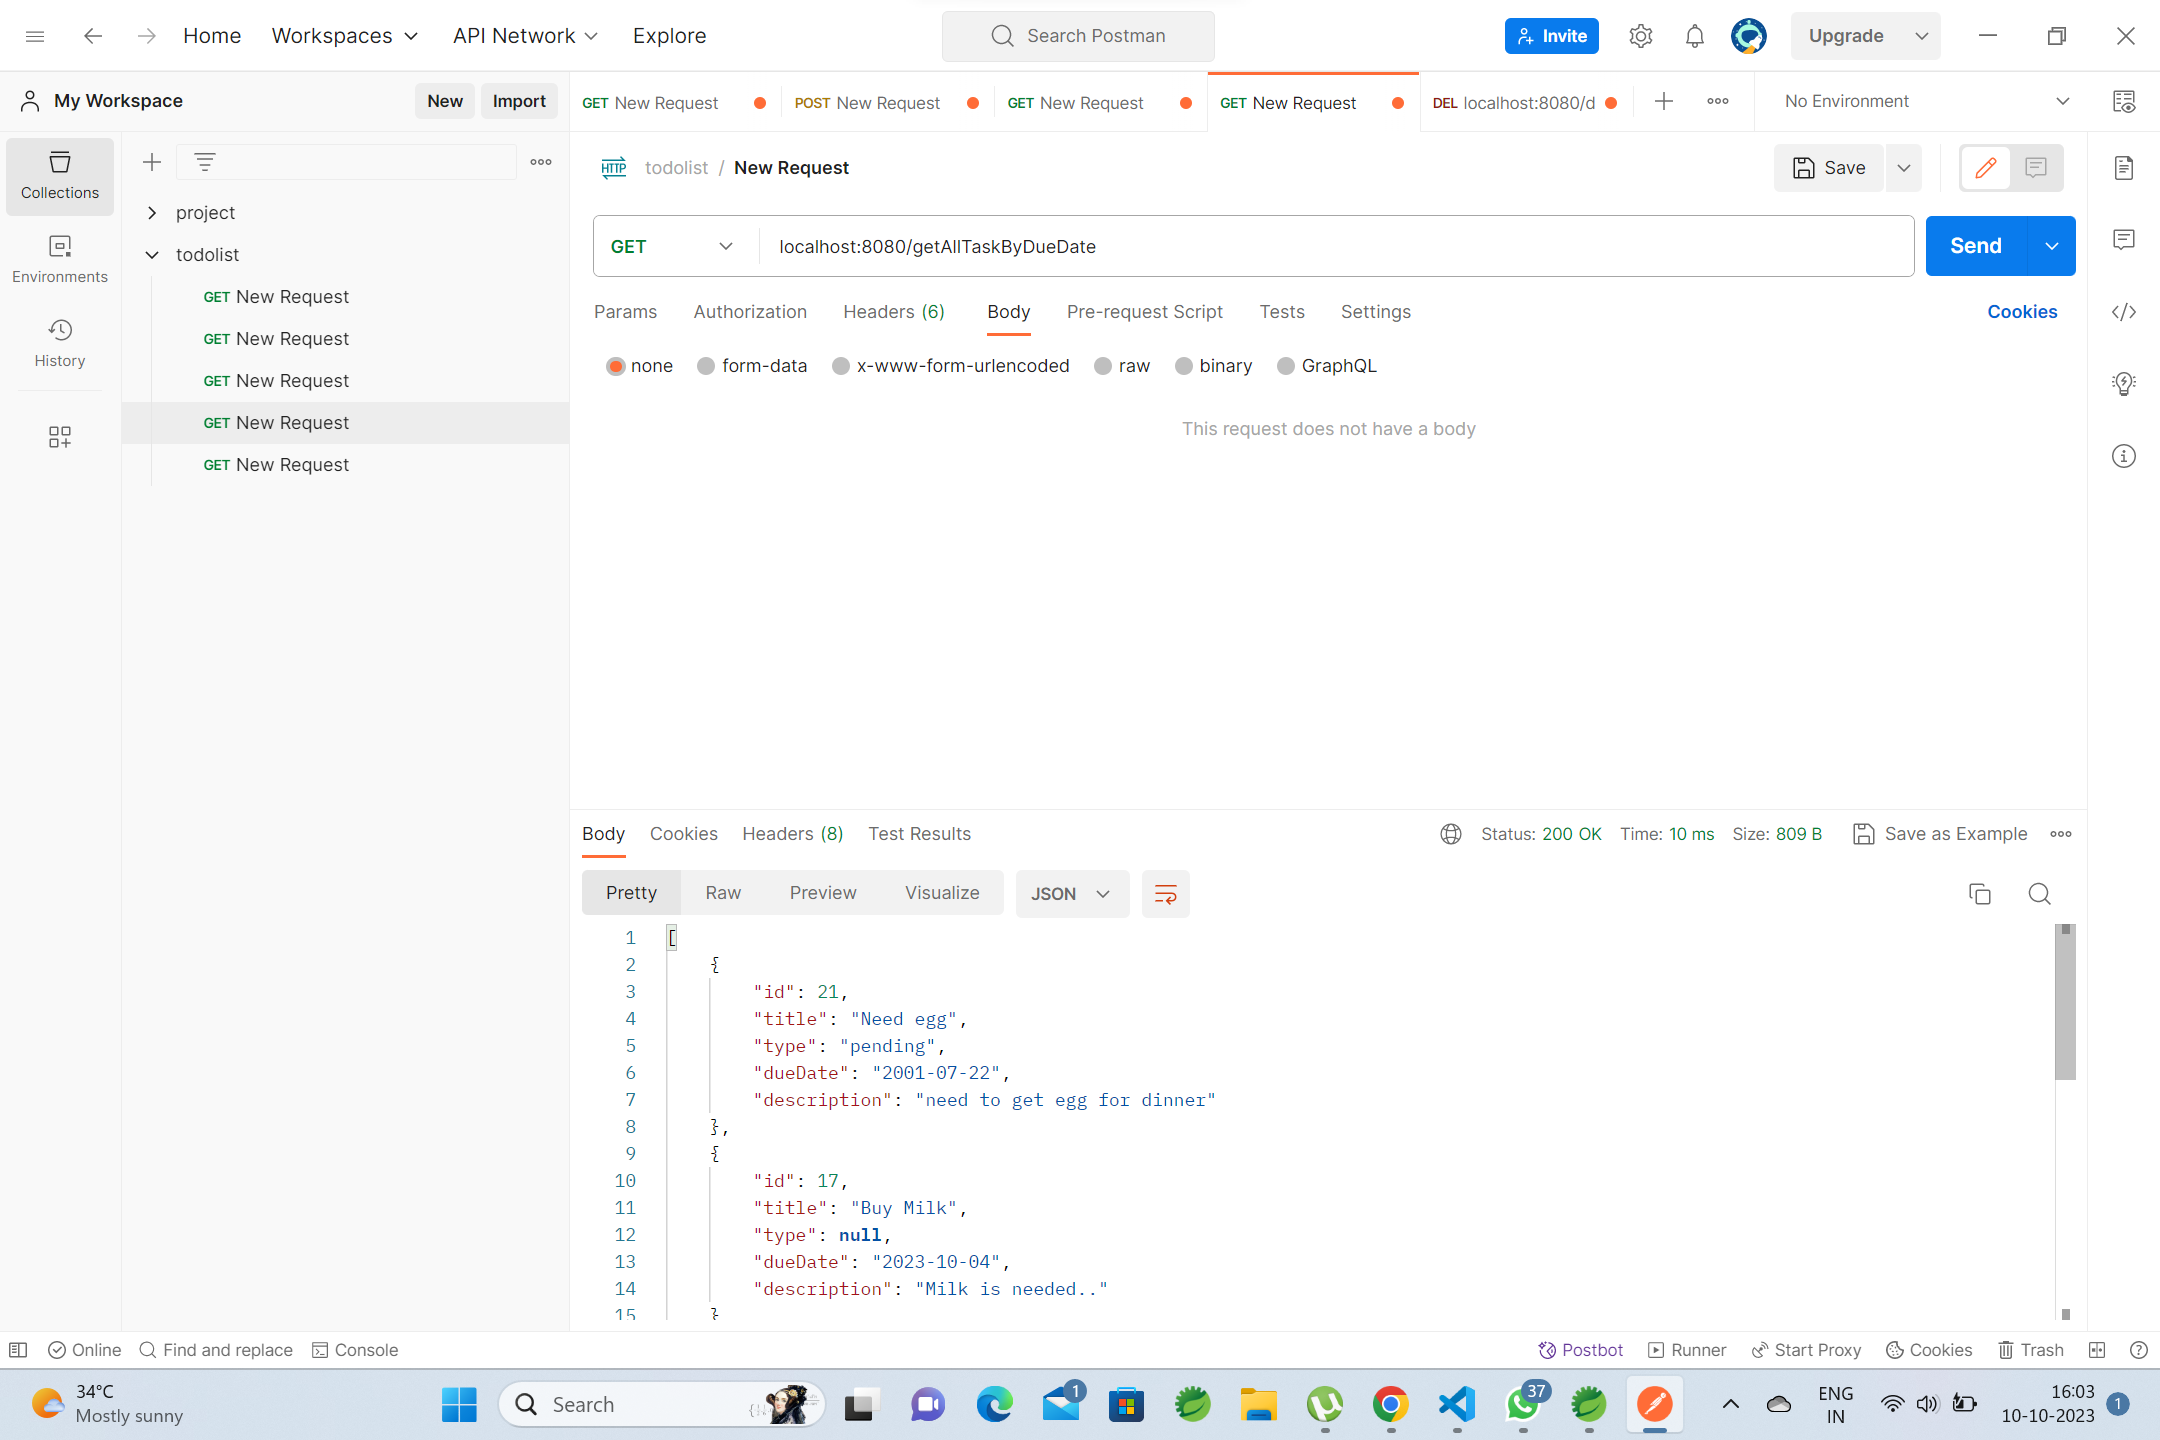 Home
Workspaces
API Network
Explore
Search Postman
Invite
Upgrade
My Workspace
New
Import
GET New Request
POST New Request
GET New Request
GET New Request
DEL localhost:8080/d
No Environment
Collections
Environments
History
project
todolist
GET New Request
GET New Request
GET New Request
GET New Request
GET New Request
HTTP
todolist / New Request
Save
GET
localhost:8080/getAllTaskByDueDate
Send
Params
Authorization
Headers (6)
Body
Pre-request Script
Tests
Settings
Cookies
none
form-data
x-www-form-urlencoded
raw
binary
GraphQL
This request does not have a body
Body
Cookies
Headers (8)
Test Results
Status: 200 OK
Time: 10 ms
Size: 809 B
Save as Example
Pretty
Raw
Preview
Visualize
JSON
1 [
2 {
3 "id": 21,
4 "title": "Need egg",
5 "type": "pending",
6 "dueDate": "2001-07-22",
7 "description": "need to get egg for dinner"
8 },
9 {
10 "id": 17,
11 "title": "Buy Milk",
12 "type": null,
13 "dueDate": "2023-10-04",
14 "description": "Milk is needed.."
15 }
Online
Find and replace
Console
Postbot
Runner
Start Proxy
Cookies
Trash
34°C
Mostly sunny
Search
1
37
ENG
IN
16:03
10-10-2023
1